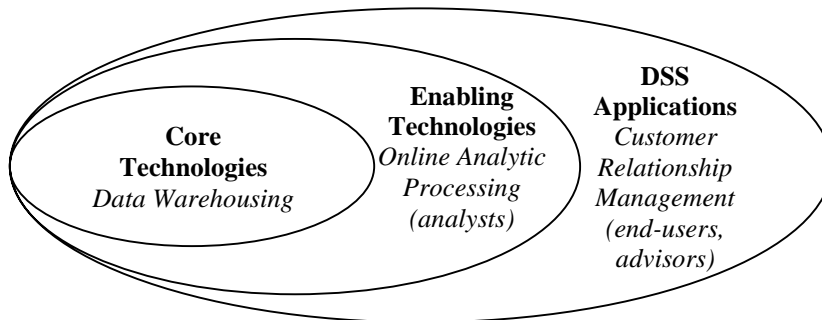 Core
Technologies
Data Warehousing
Enabling
Technologies
Online Analytic
Processing
(analysts)
DSS
Applications
Customer
Relationship
Management
(end-users,
advisors)